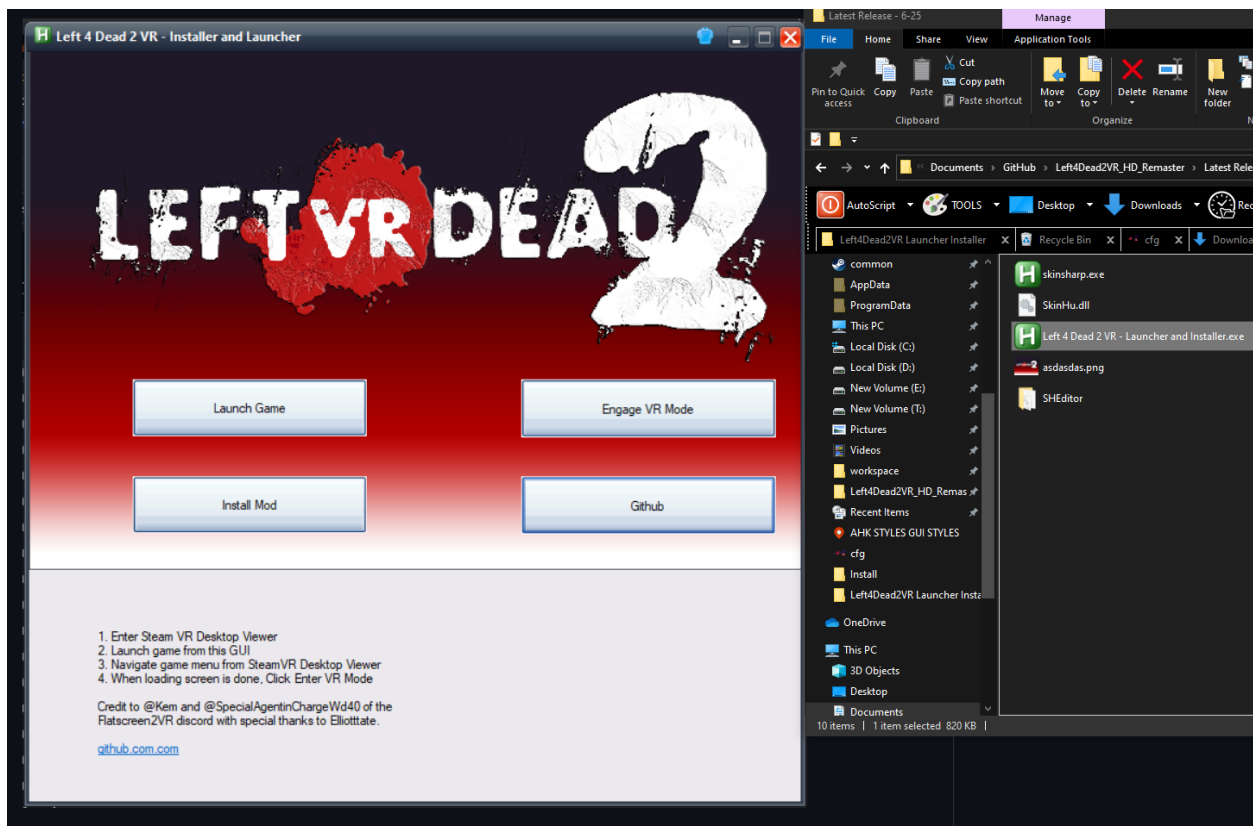 Left 4 Dead 2 VR - Installer and Launcher
LEFT VR DEAD 2
Launch Game
Engage VR Mode
Install Mod
Github
1. Enter Steam VR Desktop Viewer
2. Launch game from this GUI
3. Navigate game menu from SteamVR Desktop Viewer
4. When loading screen is done, Click Enter VR Mode
Credit to @Kem and @SpecialAgentinChargeWd40 of the
Flatscreen2VR discord with special thanks to Elliotttate.
github.com.com
Latest Release - 6-25
Manage
File
Home
Share
View
Application Tools
Pin to Quick
access
Copy
Paste
Cut
Copy path
Paste shortcut
Move
to
Copy
to
Delete
Rename
New
folder
Clipboard
Organize
N
Documents
GitHub
Left4Dead2VR_HD_Remaster
Latest Rele
AutoScript
TOOLS
Desktop
Downloads
Rec
Left4Dead2VR Launcher Installer
x
Recycle Bin
x
cfg
x
Downloa
common
AppData
ProgramData
This PC
Local Disk (C:)
Local Disk (D:)
New Volume (E:)
New Volume (T:)
Pictures
Videos
workspace
Left4Dead2VR_HD_Remas
Recent Items
AHK STYLES GUI STYLES
cfg
Install
Left4Dead2VR Launcher Insta
OneDrive
This PC
3D Objects
Desktop
Documents
skinsharp.exe
SkinHu.dll
Left 4 Dead 2 VR - Launcher and Installer.exe
asdasdas.png
SHEditor
10 items
1 item selected 820 KB